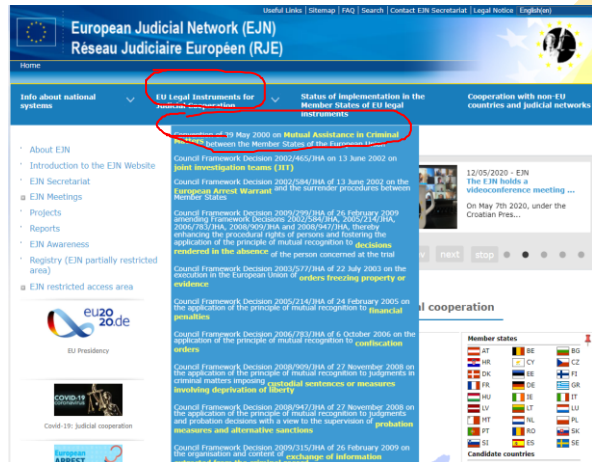 Useful Links | Sitemap | FAQ | Search | Contact EJN Secretariat | Legal Notice | English(en)
European Judicial Network (EJN)
Réseau Judiciaire Européen (RJE)
Home
Info about national
systems
EU Legal Instruments for
Judicial Cooperation
Status of implementation in the
Member States of EU legal
instruments
Cooperation with non-EU
countries and judicial networks
About EJN
Introduction to the EJN Website
EJN Secretariat
EJN Meetings
Projects
Reports
EJN Awareness
Registry (EJN partially restricted
area)
EJN restricted access area
eu20
20.de
EU Presidency
COVID-19
coronavirus
Covid-19: judicial cooperation
European
ARREST
Convention of 29 May 2000 on Mutual Assistance in Criminal
Matters between the Member States of the European Union
Council Framework Decision 2002/465/JHA on 13 June 2002 on
joint investigation teams (JIT)
Council Framework Decision 2002/584/JHA of 13 June 2002 on the
European Arrest Warrant and the surrender procedures between
Member States
Council Framework Decision 2009/299/JHA of 26 February 2009
amending Framework Decisions 2002/584/JHA, 2005/214/JHA,
2006/783/JHA, 2008/909/JHA and 2008/947/JHA, thereby
enhancing the procedural rights of persons and fostering the
application of the principle of mutual recognition to decisions
rendered in the absence of the person concerned at the trial
Council Framework Decision 2003/577/JHA of 22 July 2003 on the
execution in the European Union of orders freezing property or
evidence
Council Framework Decision 2005/214/JHA of 24 February 2005 on
the application of the principle of mutual recognition to financial
penalties
Council Framework Decision 2006/783/JHA of 6 October 2006 on the
application of the principle of mutual recognition to confiscation
orders
Council Framework Decision 2008/909/JHA of 27 November 2008 on
the application of the principle of mutual recognition to judgments in
criminal matters imposing custodial sentences or measures
involving deprivation of liberty
Council Framework Decision 2008/947/JHA of 27 November 2008 on
the application of the principle of mutual recognition to judgments
and probation decisions with a view to the supervision of probation
measures and alternative sanctions
Council Framework Decision 2009/315/JHA of 26 February 2009 on
the organisation and content of exchange of information
12/05/2020 - EJN
The EJN holds a
videoconference meeting ...
On May 7th 2020, under the
Croatian Pres...
next stop
cooperation
Member states
AT BE BG
HR CY CZ
DK EE FI
FR DE GR
HU IE IT
LV LT LU
MT NL PL
PT RO SK
SI ES SE
Candidate countries